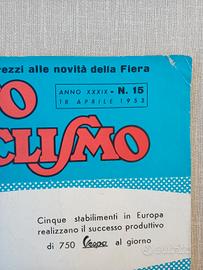 rezzi alle novità della Fiera
ANNO XXXIX - N. 15
18 APRILE 1953
O
CLISMO
Cinque stabilimenti in Europa
realizzano il successo produttivo
di 750 Vespa al giorno